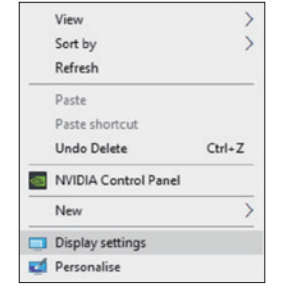 View
Sort by
Refresh
Paste
Paste shortcut
Undo Delete Ctrl+Z
NVIDIA Control Panel
New
Display settings
Personalise